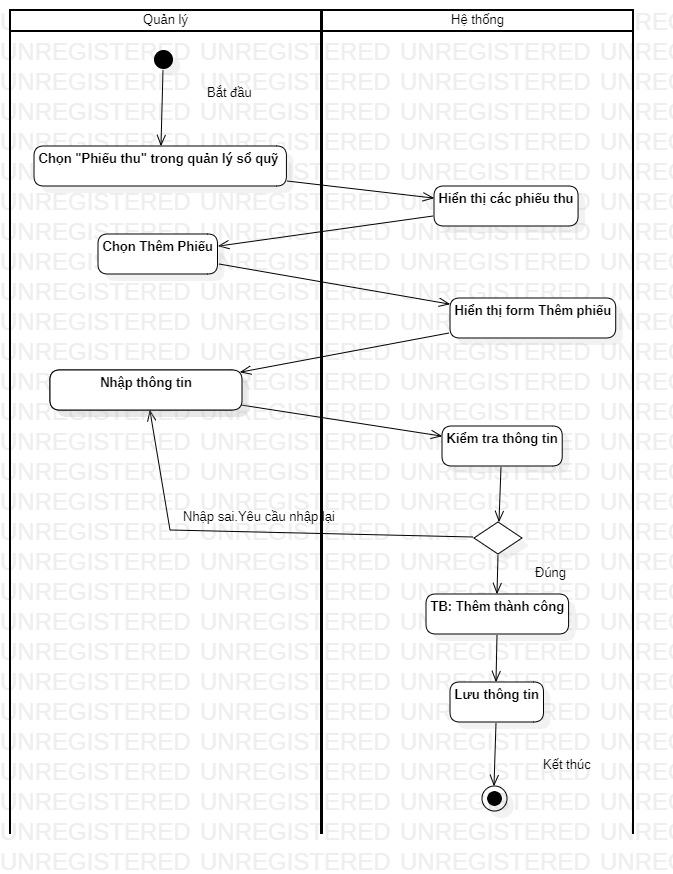 Quản lý
Hệ thống
Bắt đầu
Chọn "Phiếu thu" trong quản lý sổ quỹ
Hiển thị các phiếu thu
Chọn Thêm Phiếu
Hiển thị form Thêm phiếu
Nhập thông tin
Kiểm tra thông tin
Nhập sai.Yêu cầu nhập lại
Đúng
TB: Thêm thành công
Lưu thông tin
Kết thúc
UNREGISTERED